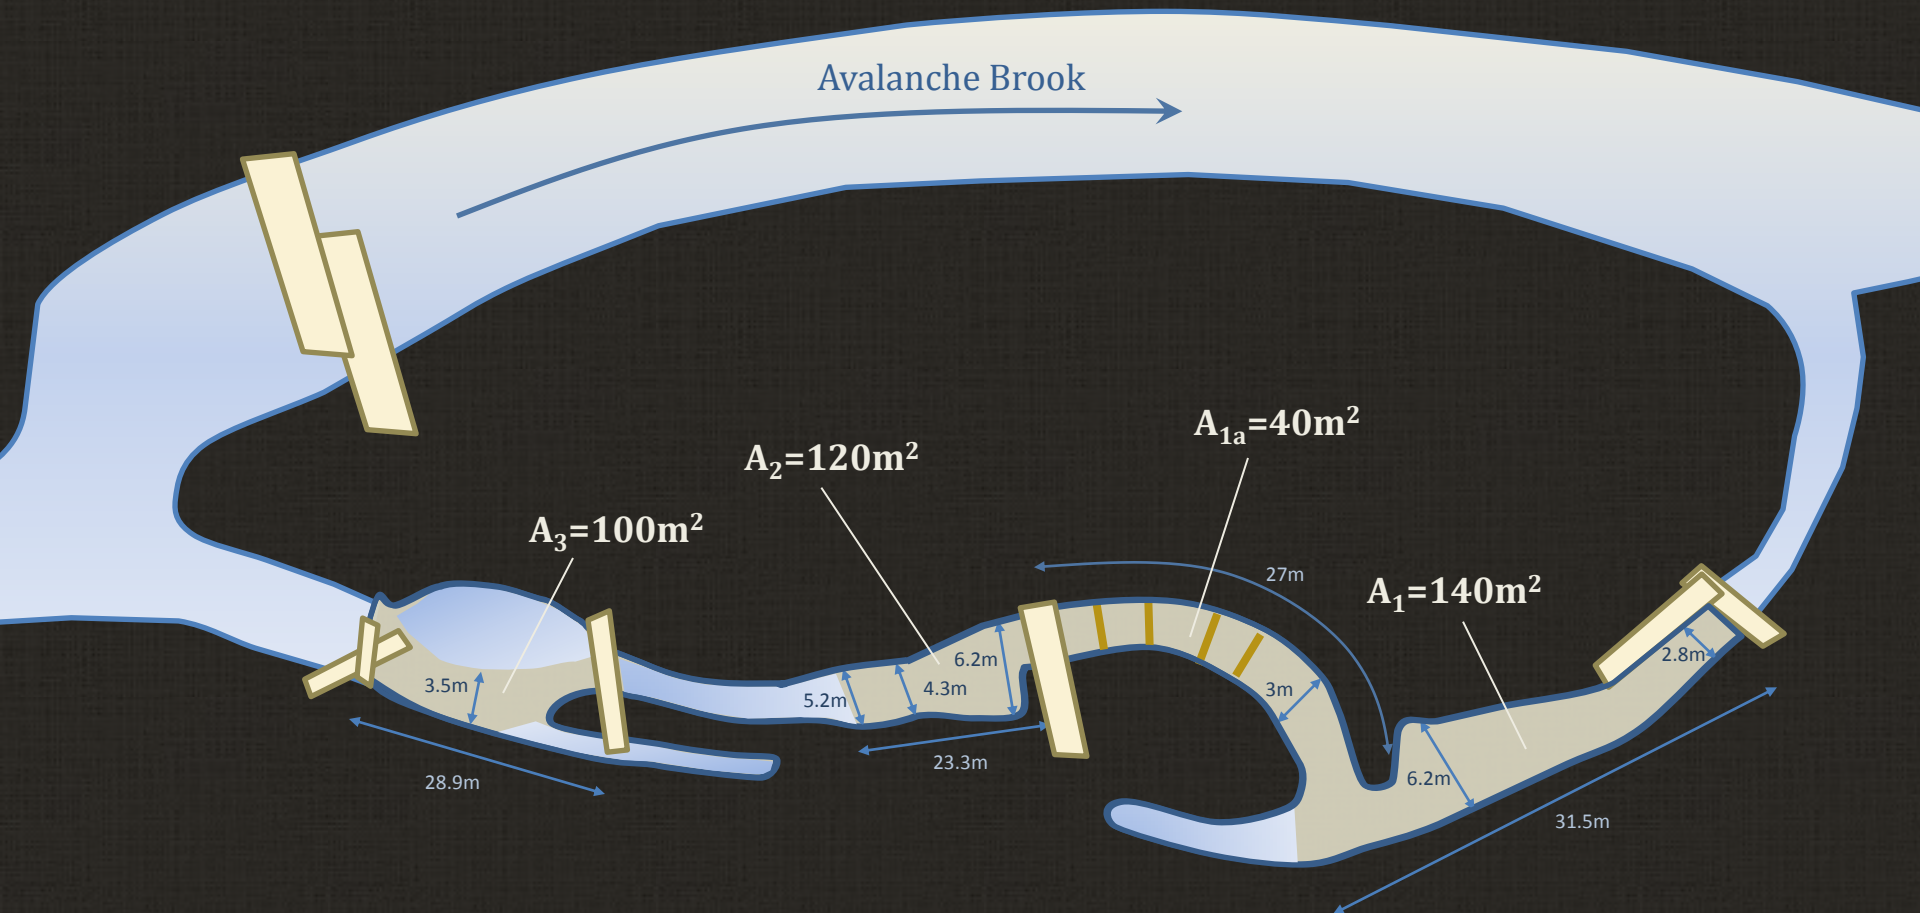 Avalanche Brook
A₁ₐ=40m²
A₂=120m²
A₃=100m²
27m
A₁=140m²
6.2m
2.8m
3.5m
5.2m
4.3m
3m
23.3m
6.2m
28.9m
31.5m